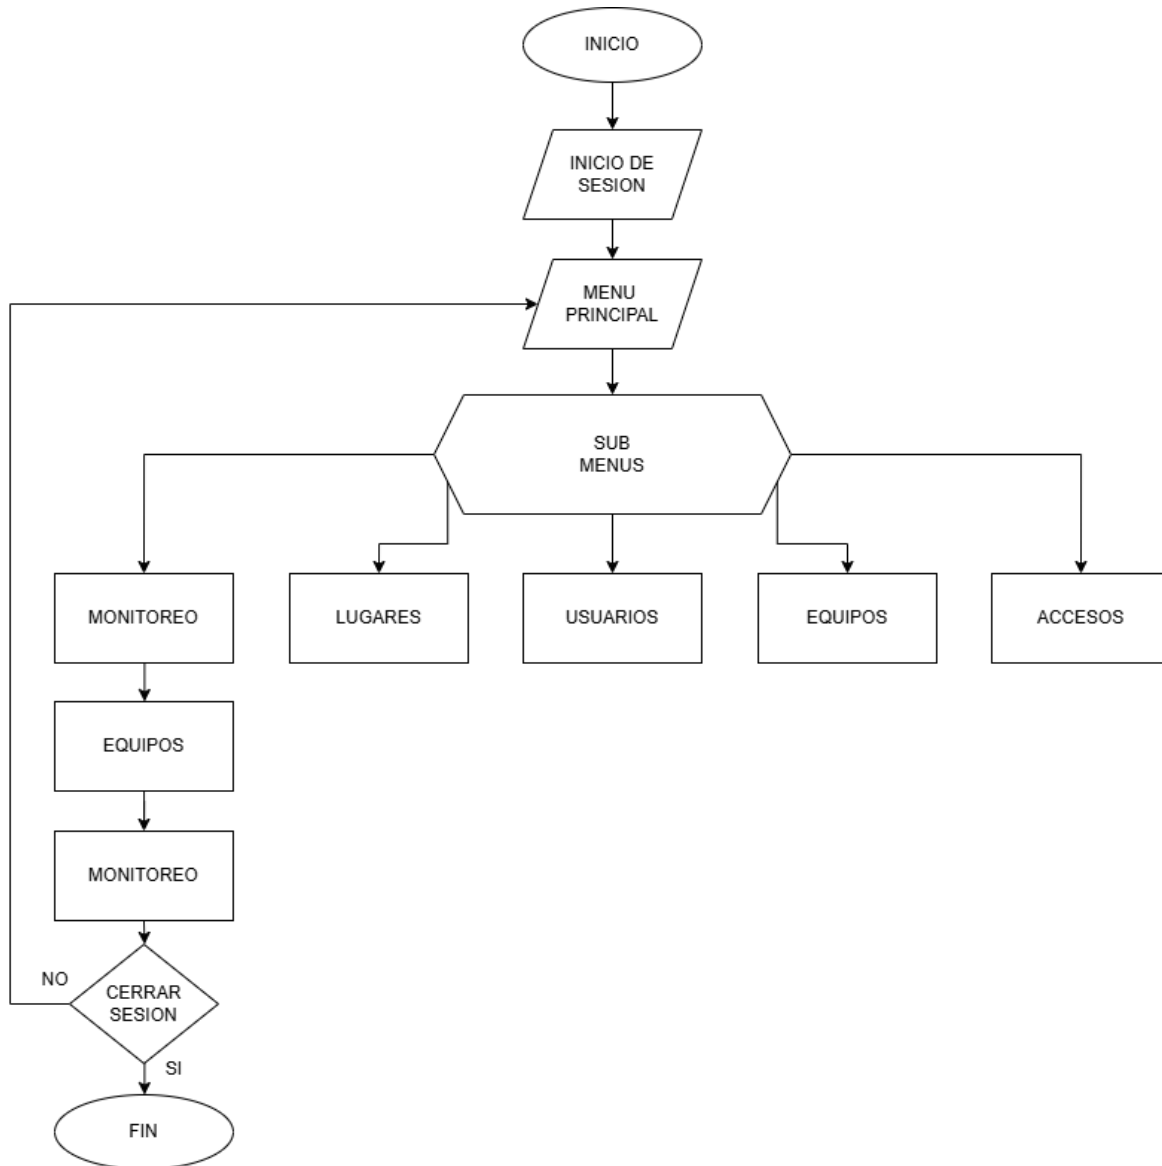 INICIO
INICIO DE
SESION
MENU
PRINCIPAL
SUB
MENUS
MONITOREO
LUGARES
USUARIOS
EQUIPOS
ACCESOS
EQUIPOS
MONITOREO
NO
CERRAR
SESION
SI
FIN